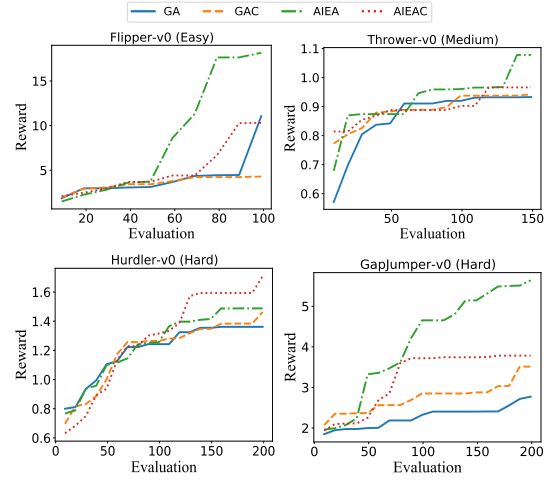 GA GAC AIEA AIEAC
Flipper-v0 (Easy)
Reward
15
10
5
20 40 60 80 100
Evaluation
Thrower-v0 (Medium)
Reward
1.1
1.0
0.9
0.8
0.7
0.6
50 100 150
Evaluation
Hurdler-v0 (Hard)
Reward
1.6
1.4
1.2
1.0
0.8
0.6
0 50 100 150 200
Evaluation
GapJumper-v0 (Hard)
Reward
5
4
3
2
0 50 100 150 200
Evaluation